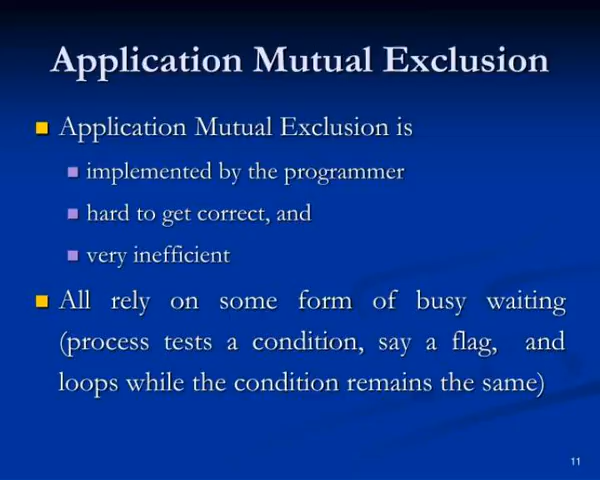 Application Mutual Exclusion
Application Mutual Exclusion is
implemented by the programmer
hard to get correct, and
very inefficient
All rely on some form of busy waiting
(process tests a condition, say a flag, and
loops while the condition remains the same)
11